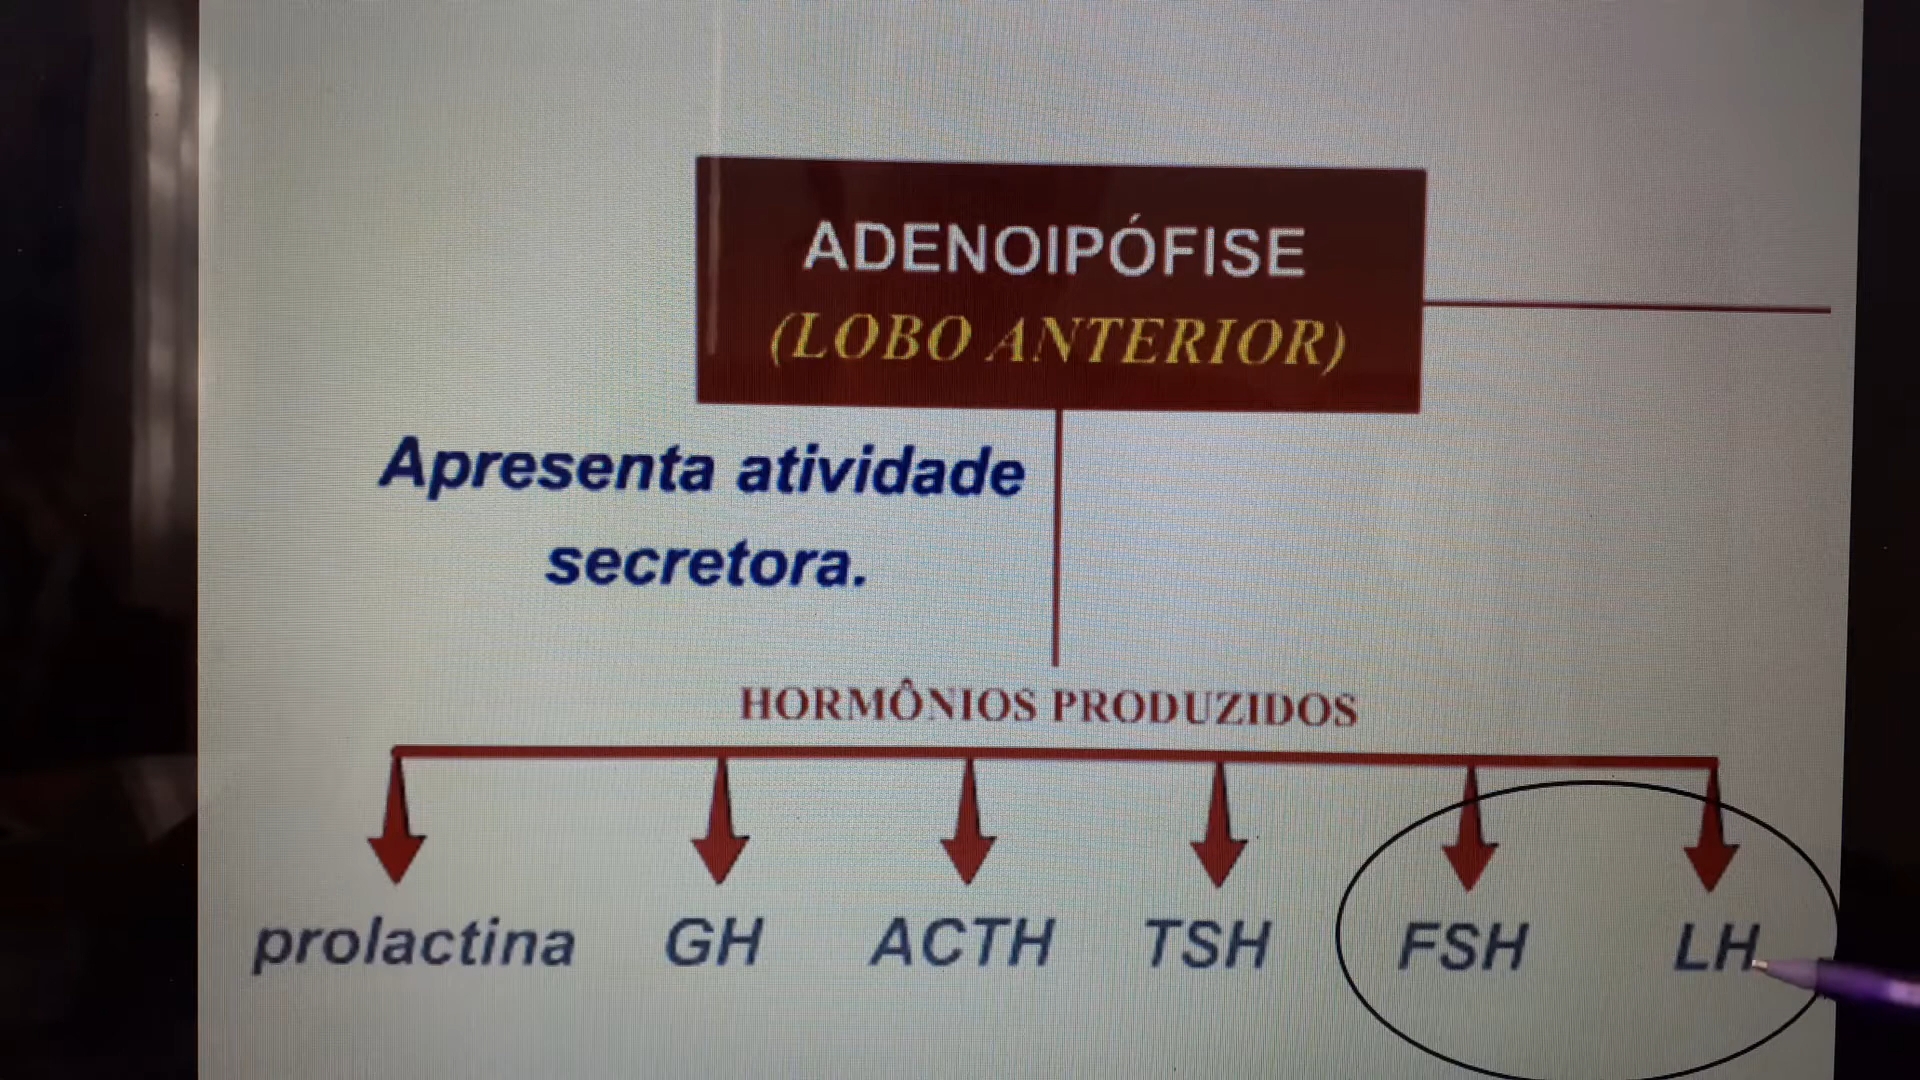 ADENOIPÓFISE
(LOBO ANTERIOR)
Apresenta atividade
secretora.
HORMÔNIOS PRODUZIDOS
prolactina GH ACTH TSH FSH LH